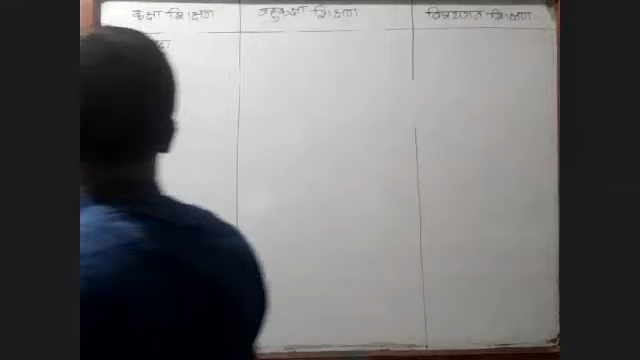 कक्षा शिक्षण
बहुकक्षा शिक्षण
विषयगत शिक्षण